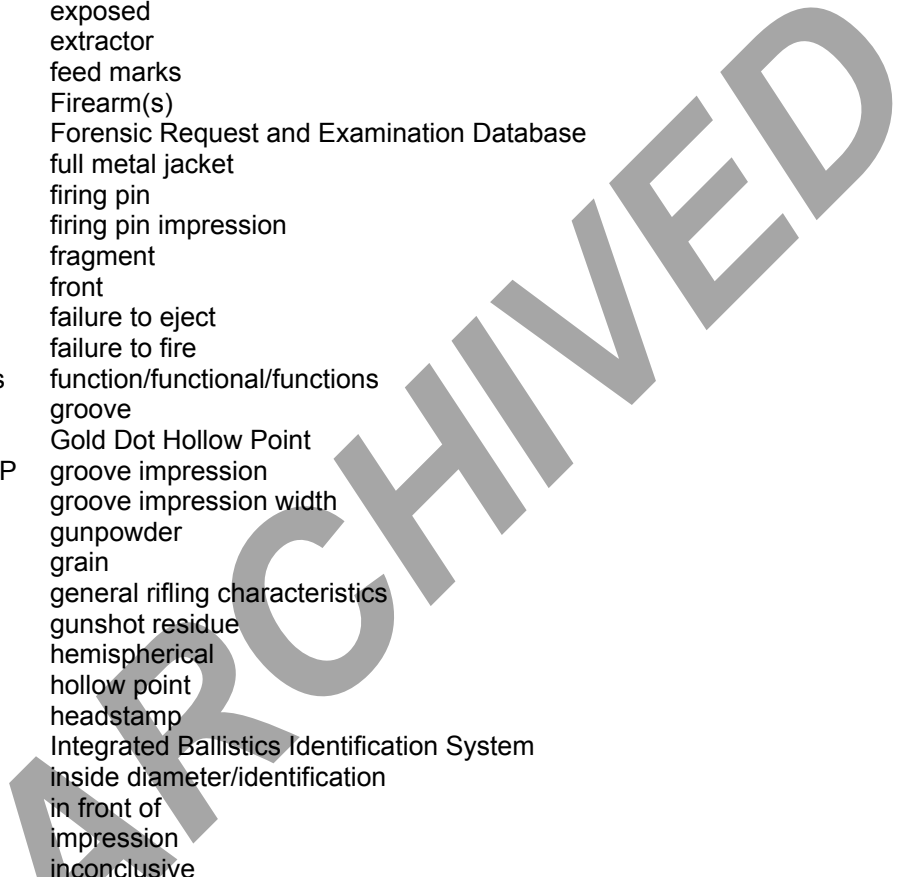 exposed
extractor
feed marks
Firearm(s)
Forensic Request and Examination Database
full metal jacket
firing pin
firing pin impression
fragment
front
failure to eject
failure to fire
s function/functional/functions
groove
Gold Dot Hollow Point
P groove impression
groove impression width
gunpowder
grain
general rifling characteristics
gunshot residue
hemispherical
hollow point
headstamp
Integrated Ballistics Identification System
inside diameter/identification
in front of
impression
inconclusive
ARCHIVED